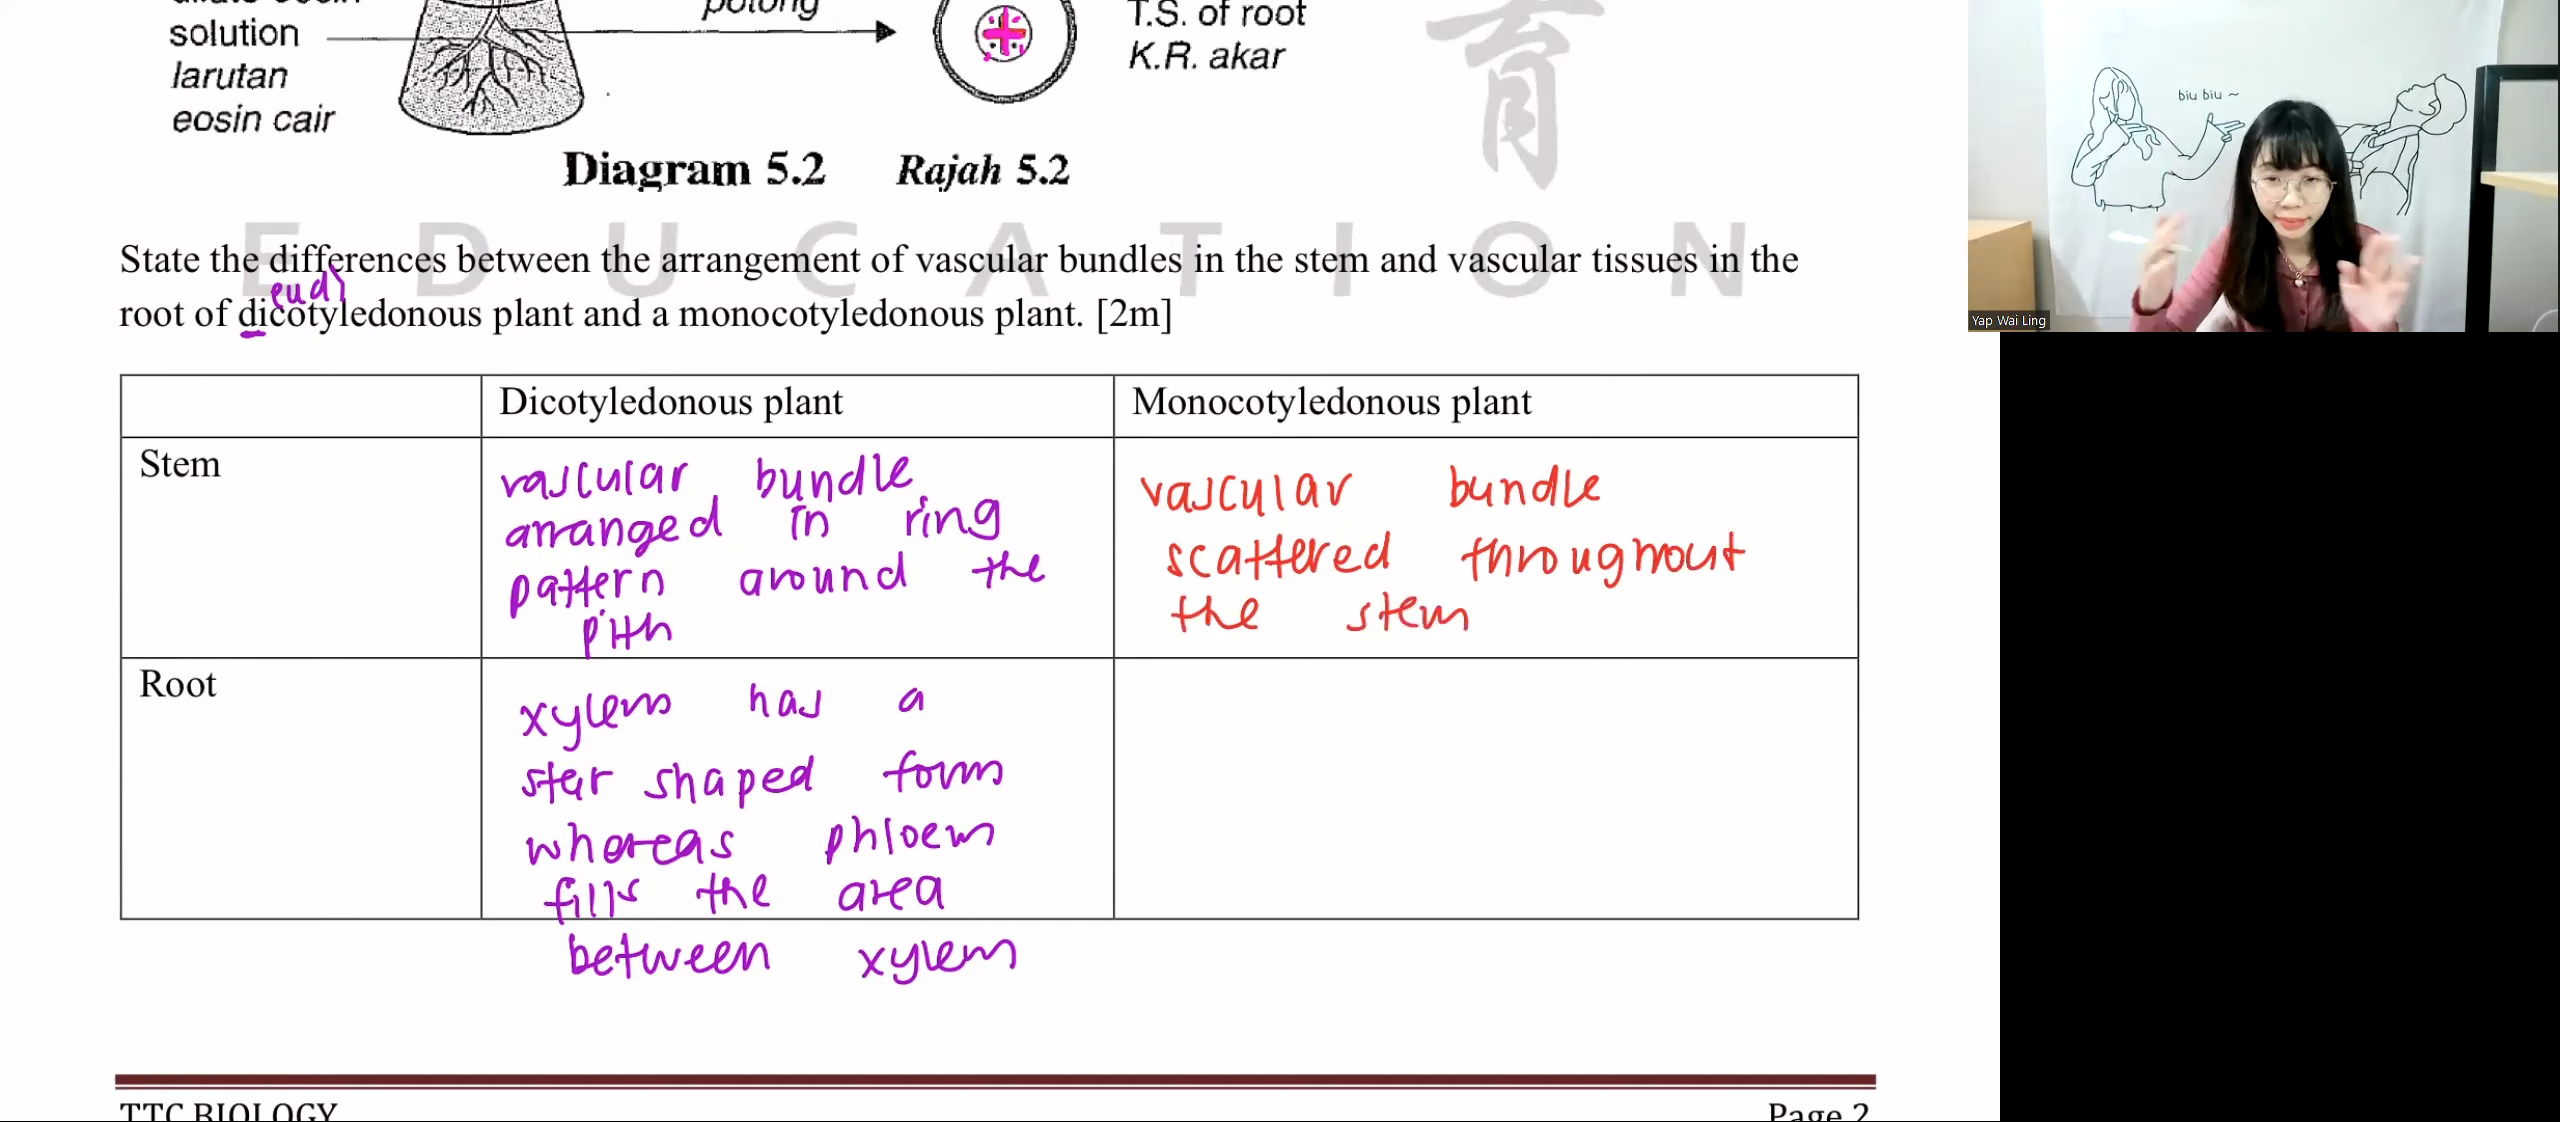 solution
larutan
eosin cair
potong
T.S. of root
K.R. akar
育
Diagram 5.2 Rajah 5.2
EDUCATION
State the differences between the arrangement of vascular bundles in the stem and vascular tissues in the
eudi
root of dicotyledonous plant and a monocotyledonous plant. [2m]
Dicotyledonous plant Monocotyledonous plant
Stem
vascular bundle
arranged in ring
pattern around the
pith
vascular bundle
scattered throughout
the stem
Root
xylem has a
star shaped form
whereas phloem
fills the area
between xylem
TTC BIOLOGY Page 2
biu biu ~
Yap Wai Ling